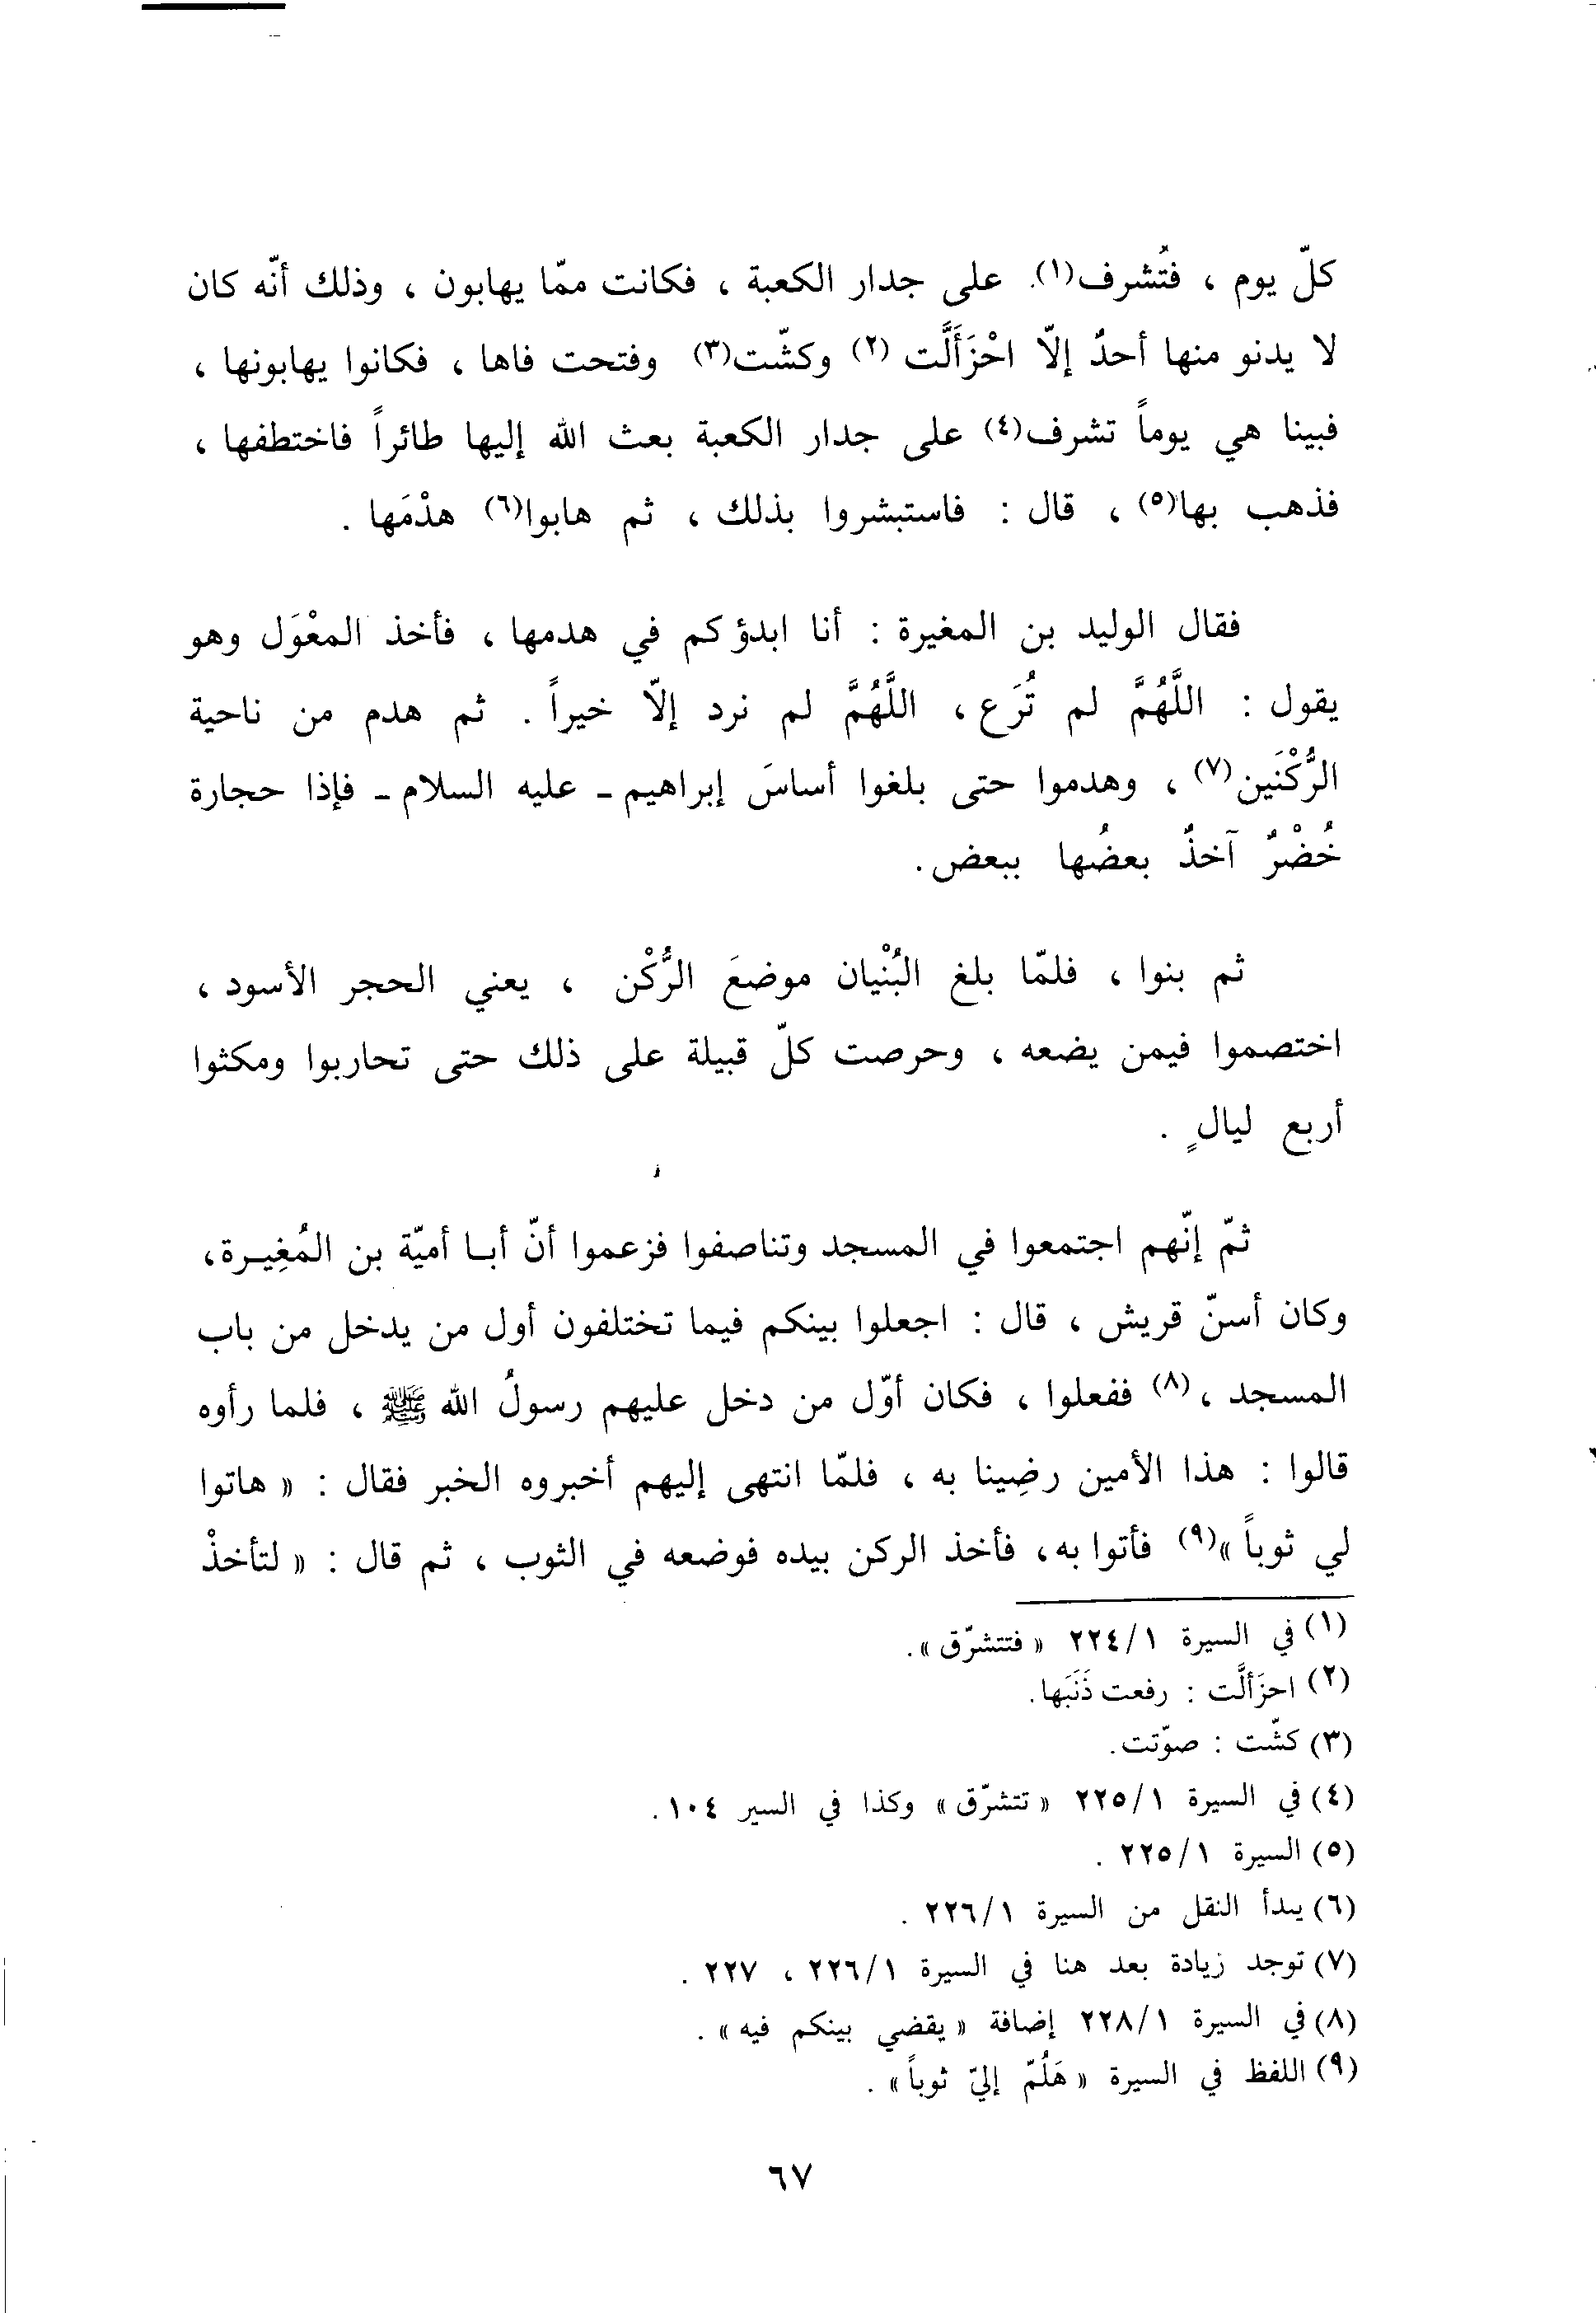 كلّ يوم ، فتُشرف(١). على جدار الكعبة ، فكانت ممّا يهابون ، وذلك أنّه كان
لا يدنو منها أحدٌ إلاّ احْزَأَلَّت (٢) وكشّت(٣) وفتحت فاها ، فكانوا يهابونها ،
فبينا هي يوماً تشرف(٤) على جدار الكعبة بعث الله إليها طائراً فاختطفها ،
فذهب بها(٥) ، قال : فاستبشروا بذلك ، ثم هابوا(٦) هدْمَها .
فقال الوليد بن المغيرة : أنا ابدؤكم في هدمها ، فأخذ المعْوَل وهو
يقول : اللَّهُمَّ لم تُرَع ، اللَّهُمَّ لم نرد إلاّ خيراً . ثم هدم من ناحية
الرُّكْنَين(٧) ، وهدموا حتى بلغوا أساسَ إبراهيم - عليه السلام - فإذا حجارة
خُضْرٌ آخذٌ بعضُها ببعض .
ثم بنوا ، فلمّا بلغ البُنْيان موضعَ الرُّكْن ، يعني الحجر الأسود ،
اختصموا فيمن يضعه ، وحرصت كلّ قبيلة على ذلك حتى تحاربوا ومكثوا
أربع ليالٍ .
ثمّ إنّهم اجتمعوا في المسجد وتناصفوا فزعموا أنّ أبـا أميّة بن المُغِيـرة،
وكان أسنّ قريش ، قال : اجعلوا بينكم فيما تختلفون أول من يدخل من باب
المسجد ،(٨) ففعلوا ، فكان أوّل من دخل عليهم رسولُ الله ﷺ ، فلما رأوه
قالوا : هذا الأمين رضِينا به ، فلمّا انتهى إليهم أخبروه الخبر فقال : « هاتوا
لي ثوباً »(٩) فأتوا به، فأخذ الركن بيده فوضعه في الثوب ، ثم قال : « لتأخذْ
(١) في السيرة ٢٢٤/١ « فتتشرّق ».
(٢) احزَألَّت : رفعت ذَنَبَها.
(٣) كشّت : صوّتت.
(٤) في السيرة ٢٢٥/١ « تتشرّق » وكذا في السير ١٠٤.
(٥) السيرة ٢٢٥/١ .
(٦) يبدأ النقل من السيرة ٢٢٦/١ .
(٧) توجد زيادة بعد هنا في السيرة ٢٢٦/١ ، ٢٢٧ .
(٨) في السيرة ٢٢٨/١ إضافة « يقضي بينكم فيه » .
(٩) اللفظ في السيرة « هَلُمّ إليّ ثوباً » .
٦٧